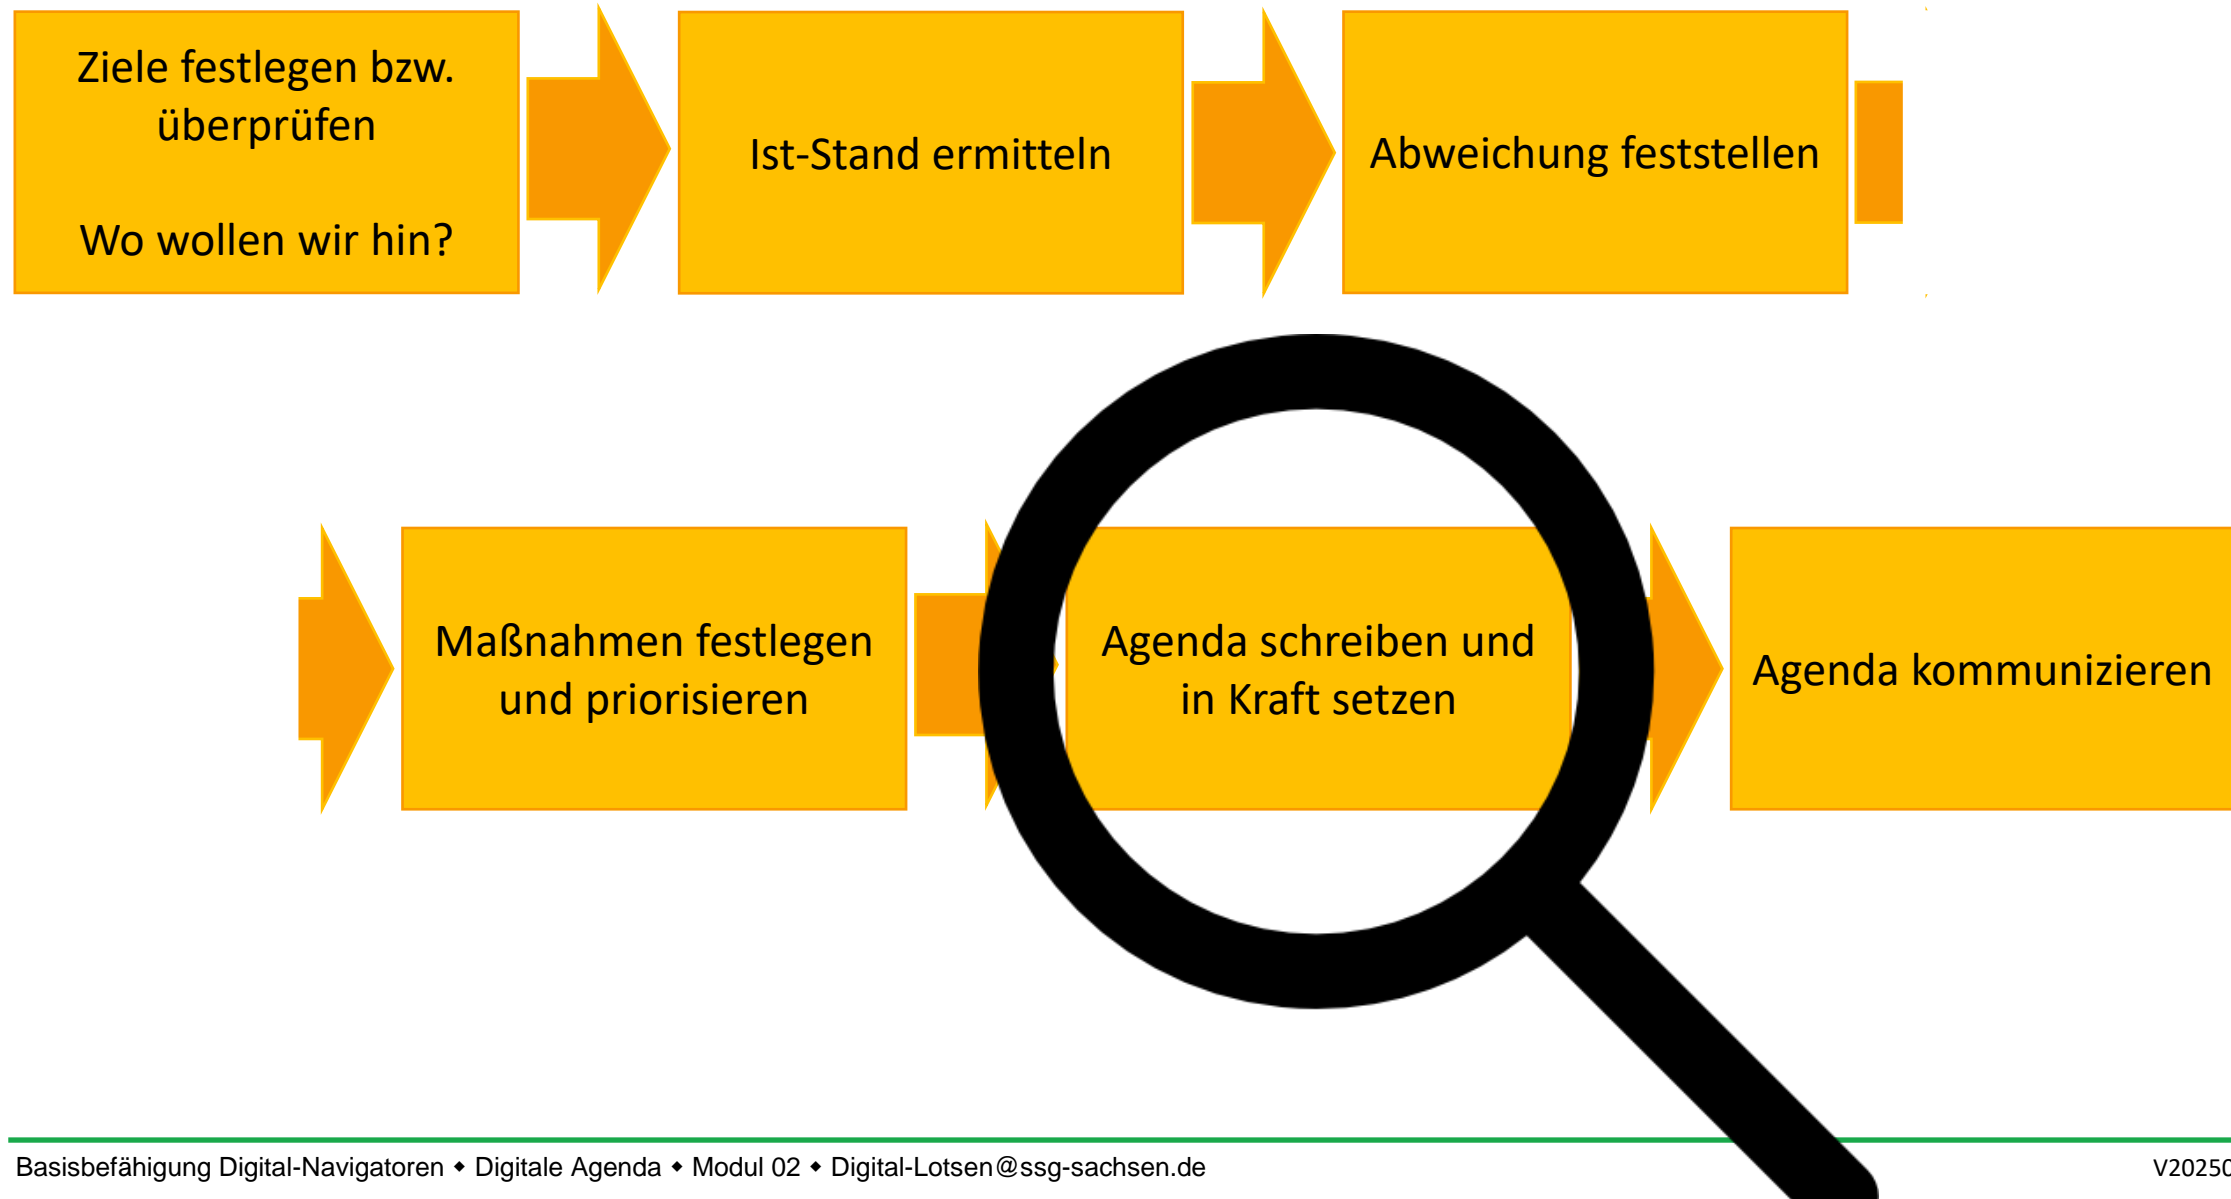 Ziele festlegen bzw.
überprüfen
Wo wollen wir hin?
Ist-Stand ermitteln
Abweichung feststellen
Maßnahmen festlegen
und priorisieren
Agenda schreiben und
in Kraft setzen
Agenda kommunizieren
Basisbefähigung Digital-Navigatoren ◆ Digitale Agenda ◆ Modul 02 ◆ Digital-Lotsen@ssg-sachsen.de
V20250